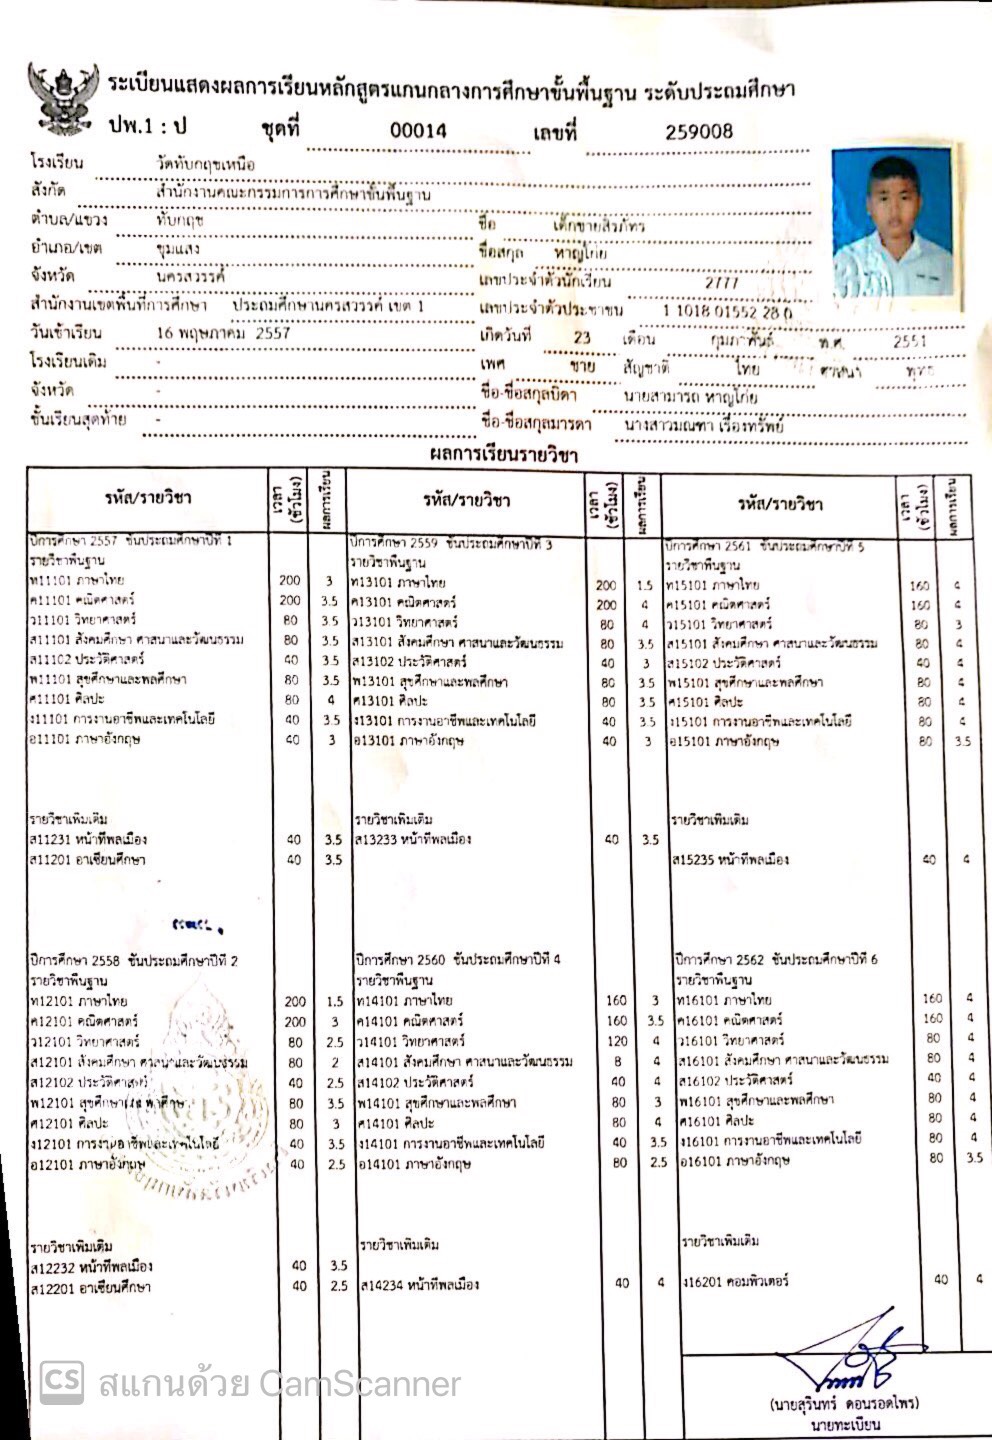 ระเบียนแสดงผลการเรียนหลักสูตรแกนกลางการศึกษาขั้นพื้นฐาน ระดับประถมศึกษา
ปพ.1 : ป ชุดที่ 00014 เลขที่ 259008
โรงเรียน วัดทับกฤชเหนือ
สังกัด สำนักงานคณะกรรมการการศึกษาขั้นพื้นฐาน
ตำบล/แขวง ทับกฤช
อำเภอ/เขต ชุมแสง
จังหวัด นครสวรรค์
สำนักงานเขตพื้นที่การศึกษา ประถมศึกษานครสวรรค์ เขต 1
วันเข้าเรียน 16 พฤษภาคม 2557
โรงเรียนเดิม -
จังหวัด -
ชั้นเรียนสุดท้าย -
ชื่อ เด็กชายสิรภัทร
ชื่อสกุล หาญไก่ย
เลขประจำตัวนักเรียน 2777
เลขประจำตัวประชาชน 1 1018 01552 28 0
เกิดวันที่ 23 เดือน กุมภาพันธ์ พ.ศ. 2551
เพศ ชาย สัญชาติ ไทย ศาสนา พุทธ
ชื่อ-ชื่อสกุลบิดา นายสามารถ หาญไก่ย
ชื่อ-ชื่อสกุลมารดา นางสาวมณฑา เรืองทรัพย์
ผลการเรียนรายวิชา
รหัส/รายวิชา เวลา (ชั่วโมง) ผลการเรียน รหัส/รายวิชา เวลา (ชั่วโมง) ผลการเรียน รหัส/รายวิชา เวลา (ชั่วโมง) ผลการเรียน
ปีการศึกษา 2557 ชั้นประถมศึกษาปีที่ 1
รายวิชาพื้นฐาน
ท11101 ภาษาไทย 200 3
ค11101 คณิตศาสตร์ 200 3.5
ว11101 วิทยาศาสตร์ 80 3.5
ส11101 สังคมศึกษา ศาสนาและวัฒนธรรม 80 3.5
ส11102 ประวัติศาสตร์ 40 3.5
พ11101 สุขศึกษาและพลศึกษา 80 3.5
ศ11101 ศิลปะ 80 4
ง11101 การงานอาชีพและเทคโนโลยี 40 3.5
อ11101 ภาษาอังกฤษ 40 3
รายวิชาเพิ่มเติม
ส11231 หน้าที่พลเมือง 40 3.5
ส11201 อาเซียนศึกษา 40 3.5
ปีการศึกษา 2558 ชั้นประถมศึกษาปีที่ 2
รายวิชาพื้นฐาน
ท12101 ภาษาไทย 200 1.5
ค12101 คณิตศาสตร์ 200 3
ว12101 วิทยาศาสตร์ 80 2.5
ส12101 สังคมศึกษา ศาสนาและวัฒนธรรม 80 2
ส12102 ประวัติศาสตร์ 40 2.5
พ12101 สุขศึกษาและพลศึกษา 80 3.5
ศ12101 ศิลปะ 80 3
ง12101 การงานอาชีพและเทคโนโลยี 40 3.5
อ12101 ภาษาอังกฤษ 40 2.5
รายวิชาเพิ่มเติม
ส12232 หน้าที่พลเมือง 40 3.5
ส12201 อาเซียนศึกษา 40 2.5
ปีการศึกษา 2559 ชั้นประถมศึกษาปีที่ 3
รายวิชาพื้นฐาน
ท13101 ภาษาไทย 200 1.5
ค13101 คณิตศาสตร์ 200 4
ว13101 วิทยาศาสตร์ 80 4
ส13101 สังคมศึกษา ศาสนาและวัฒนธรรม 80 3.5
ส13102 ประวัติศาสตร์ 40 3
พ13101 สุขศึกษาและพลศึกษา 80 3.5
ศ13101 ศิลปะ 80 3.5
ง13101 การงานอาชีพและเทคโนโลยี 40 3.5
อ13101 ภาษาอังกฤษ 40 3
รายวิชาเพิ่มเติม
ส13233 หน้าที่พลเมือง 40 3.5
ปีการศึกษา 2560 ชั้นประถมศึกษาปีที่ 4
รายวิชาพื้นฐาน
ท14101 ภาษาไทย 160 3
ค14101 คณิตศาสตร์ 160 3.5
ว14101 วิทยาศาสตร์ 120 4
ส14101 สังคมศึกษา ศาสนาและวัฒนธรรม 8 4
ส14102 ประวัติศาสตร์ 40 4
พ14101 สุขศึกษาและพลศึกษา 80 3
ศ14101 ศิลปะ 80 4
ง14101 การงานอาชีพและเทคโนโลยี 40 3.5
อ14101 ภาษาอังกฤษ 80 2.5
รายวิชาเพิ่มเติม
ส14234 หน้าที่พลเมือง 40 4
ปีการศึกษา 2561 ชั้นประถมศึกษาปีที่ 5
รายวิชาพื้นฐาน
ท15101 ภาษาไทย 160 4
ค15101 คณิตศาสตร์ 160 4
ว15101 วิทยาศาสตร์ 80 3
ส15101 สังคมศึกษา ศาสนาและวัฒนธรรม 80 4
ส15102 ประวัติศาสตร์ 40 4
พ15101 สุขศึกษาและพลศึกษา 80 4
ศ15101 ศิลปะ 80 4
ง15101 การงานอาชีพและเทคโนโลยี 80 4
อ15101 ภาษาอังกฤษ 80 3.5
รายวิชาเพิ่มเติม
ส15235 หน้าที่พลเมือง 40 4
ปีการศึกษา 2562 ชั้นประถมศึกษาปีที่ 6
รายวิชาพื้นฐาน
ท16101 ภาษาไทย 160 4
ค16101 คณิตศาสตร์ 160 4
ว16101 วิทยาศาสตร์ 80 4
ส16101 สังคมศึกษา ศาสนาและวัฒนธรรม 80 4
ส16102 ประวัติศาสตร์ 40 4
พ16101 สุขศึกษาและพลศึกษา 80 4
ศ16101 ศิลปะ 80 4
ง16101 การงานอาชีพและเทคโนโลยี 80 4
อ16101 ภาษาอังกฤษ 80 3.5
รายวิชาเพิ่มเติม
ง16201 คอมพิวเตอร์ 40 4
(นายสุรินทร์ ดอนรอดไพร)
นายทะเบียน
CS สแกนด้วย CamScanner